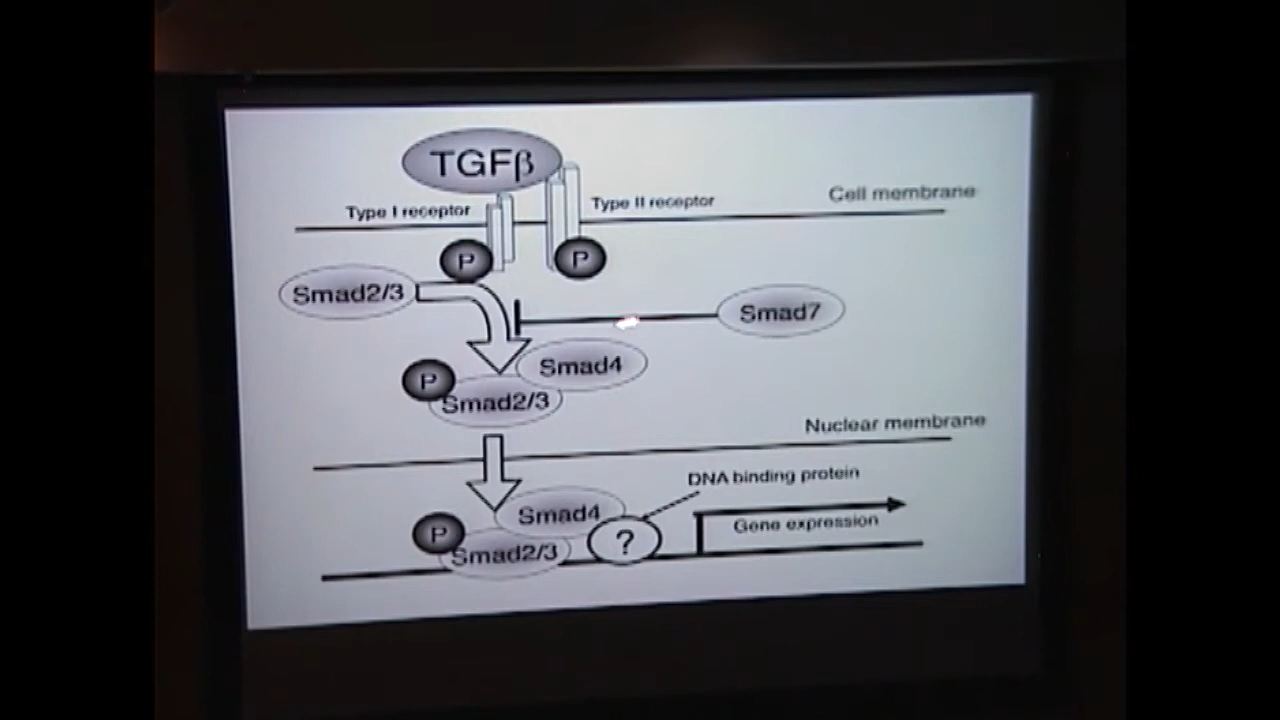 TGFβ
Type I receptor
Type II receptor
Cell membrane
P
P
Smad2/3
Smad7
Smad4
P
Smad2/3
Nuclear membrane
DNA binding protein
Smad4
P
Smad2/3
?
Gene expression